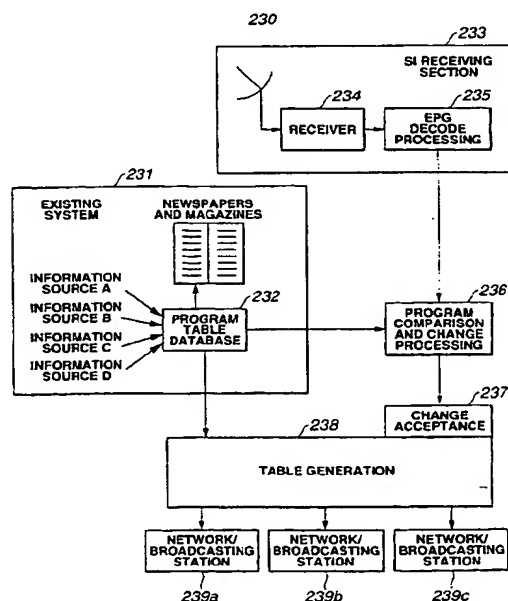 230
233
SI RECEIVING
SECTION
234
235
RECEIVER
EPG
DECODE
PROCESSING
231
EXISTING
SYSTEM
NEWSPAPERS
AND MAGAZINES
232
INFORMATION
SOURCE A
INFORMATION
SOURCE B
INFORMATION
SOURCE C
INFORMATION
SOURCE D
PROGRAM
TABLE
DATABASE
236
PROGRAM
COMPARISON
AND CHANGE
PROCESSING
237
CHANGE
ACCEPTANCE
238
TABLE GENERATION
NETWORK/
BROADCASTING
STATION
NETWORK/
BROADCASTING
STATION
NETWORK/
BROADCASTING
STATION
239a
239b
239c